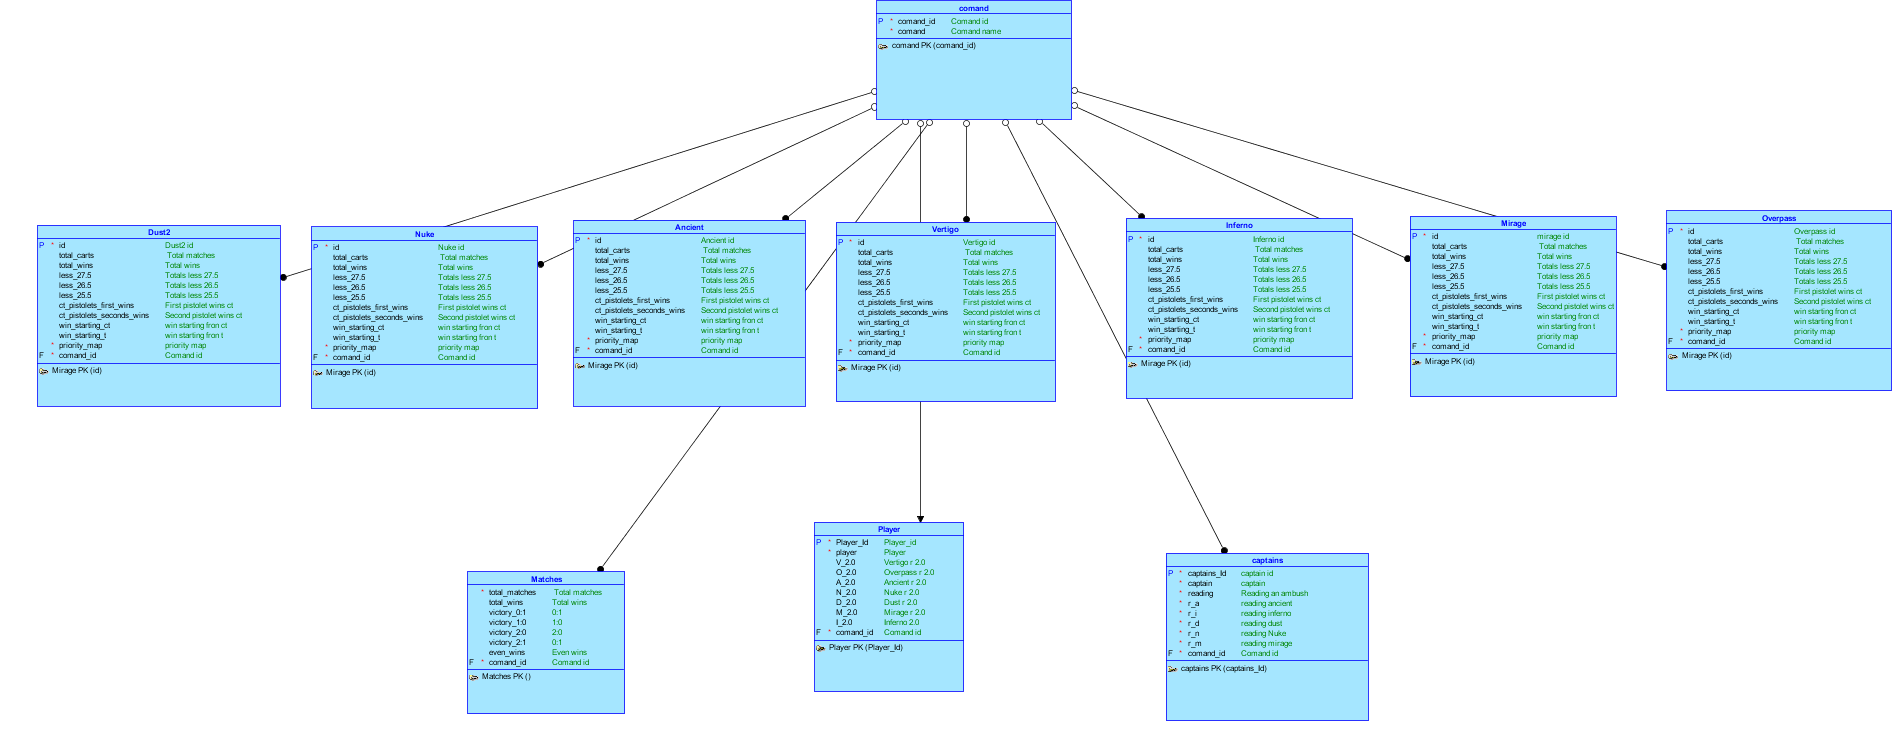 comand
P * comand_id Comand id
* comand Comand name
comand PK (comand_id)
Dust2
P * id Dust2 id
total_carts Total matches
total_wins Total wins
less_27.5 Totals less 27.5
less_26.5 Totals less 26.5
less_25.5 Totals less 25.5
ct_pistolets_first_wins First pistolet wins ct
ct_pistolets_seconds_wins Second pistolet wins ct
win_starting_ct win starting fron ct
win_starting_t win starting fron t
* priority_map priority map
F * comand_id Comand id
Mirage PK (id)
Nuke
P * id Nuke id
total_carts Total matches
total_wins Total wins
less_27.5 Totals less 27.5
less_26.5 Totals less 26.5
less_25.5 Totals less 25.5
ct_pistolets_first_wins First pistolet wins ct
ct_pistolets_seconds_wins Second pistolet wins ct
win_starting_ct win starting fron ct
win_starting_t win starting fron t
* priority_map priority map
F * comand_id Comand id
Mirage PK (id)
Ancient
P * id Ancient id
total_carts Total matches
total_wins Total wins
less_27.5 Totals less 27.5
less_26.5 Totals less 26.5
less_25.5 Totals less 25.5
ct_pistolets_first_wins First pistolet wins ct
ct_pistolets_seconds_wins Second pistolet wins ct
win_starting_ct win starting fron ct
win_starting_t win starting fron t
* priority_map priority map
F * comand_id Comand id
Mirage PK (id)
Vertigo
P * id Vertigo id
total_carts Total matches
total_wins Total wins
less_27.5 Totals less 27.5
less_26.5 Totals less 26.5
less_25.5 Totals less 25.5
ct_pistolets_first_wins First pistolet wins ct
ct_pistolets_seconds_wins Second pistolet wins ct
win_starting_ct win starting fron ct
win_starting_t win starting fron t
* priority_map priority map
F * comand_id Comand id
Mirage PK (id)
Inferno
P * id Inferno id
total_carts Total matches
total_wins Total wins
less_27.5 Totals less 27.5
less_26.5 Totals less 26.5
less_25.5 Totals less 25.5
ct_pistolets_first_wins First pistolet wins ct
ct_pistolets_seconds_wins Second pistolet wins ct
win_starting_ct win starting fron ct
win_starting_t win starting fron t
* priority_map priority map
F * comand_id Comand id
Mirage PK (id)
Mirage
P * id mirage id
total_carts Total matches
total_wins Total wins
less_27.5 Totals less 27.5
less_26.5 Totals less 26.5
less_25.5 Totals less 25.5
ct_pistolets_first_wins First pistolet wins ct
ct_pistolets_seconds_wins Second pistolet wins ct
win_starting_ct win starting fron ct
win_starting_t win starting fron t
* priority_map priority map
F * comand_id Comand id
Mirage PK (id)
Overpass
P * id Overpass id
total_carts Total matches
total_wins Total wins
less_27.5 Totals less 27.5
less_26.5 Totals less 26.5
less_25.5 Totals less 25.5
ct_pistolets_first_wins First pistolet wins ct
ct_pistolets_seconds_wins Second pistolet wins ct
win_starting_ct win starting fron ct
win_starting_t win starting fron t
* priority_map priority map
F * comand_id Comand id
Mirage PK (id)
Matches
* total_matches Total matches
total_wins Total wins
victory_0:1 0:1
victory_1:0 1:0
victory_2:0 2:0
victory_2:1 0:1
even_wins Even wins
F * comand_id Comand id
Matches PK ()
Player
P * Player_Id Player_id
* player Player
V_2.0 Vertigo r 2.0
O_2.0 Overpass r 2.0
A_2.0 Ancient r 2.0
N_2.0 Nuke r 2.0
D_2.0 Dust r 2.0
M_2.0 Mirage r 2.0
I_2.0 Inferno 2.0
F * comand_id Comand id
Player PK (Player_Id)
captains
P * captains_Id captain id
* captain captain
* reading Reading an ambush
* r_a reading ancient
* r_i reading inferno
* r_d reading dust
* r_n reading Nuke
* r_m reading mirage
F * comand_id Comand id
captains PK (captains_Id)